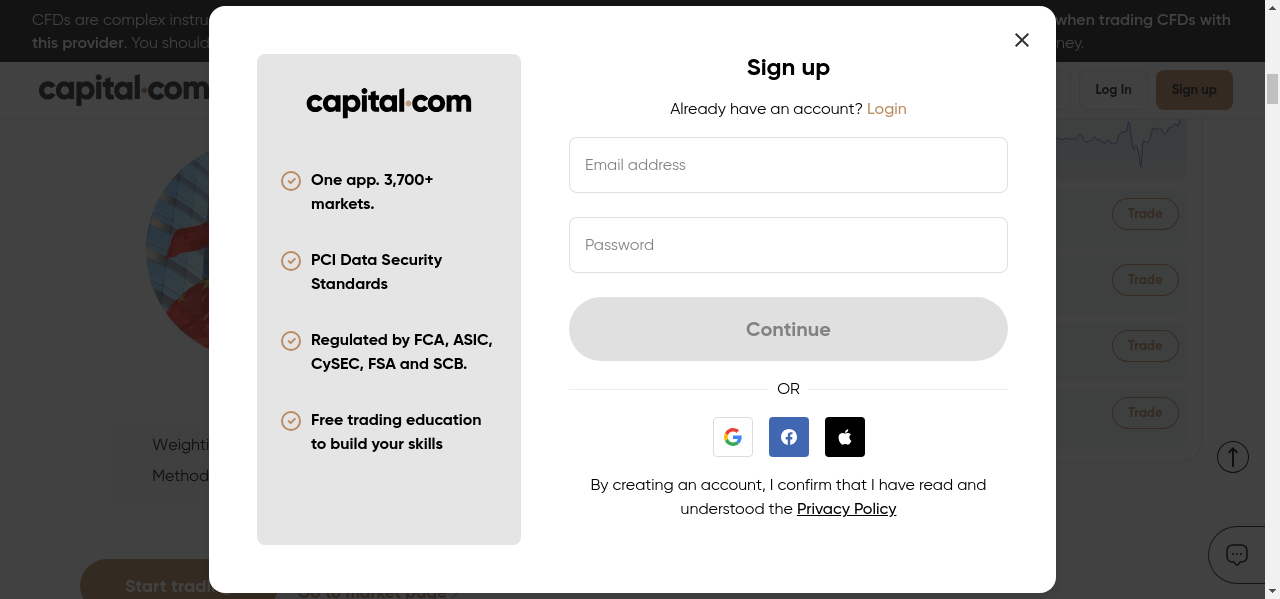 CFDs are complex instru
when trading CFDs with
this provider. You should
ney.
capital.com
Log In
Sign up
Trade
Trade
Trade
Trade
Weighti
Method
Start tradi
Go to market page
capital.com
One app. 3,700+
markets.
PCI Data Security
Standards
Regulated by FCA, ASIC,
CySEC, FSA and SCB.
Free trading education
to build your skills
Sign up
Already have an account? Login
Email address
Password
Continue
OR
By creating an account, I confirm that I have read and
understood the Privacy Policy